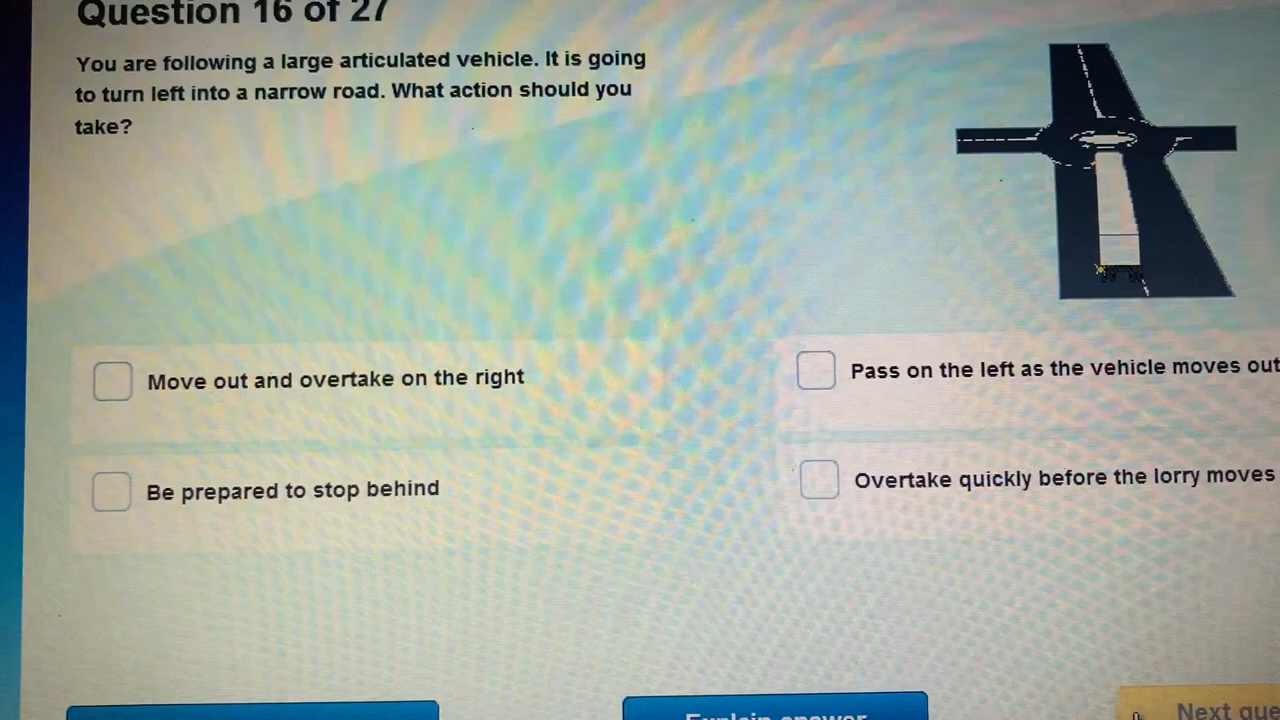 Question 16 of 27
You are following a large articulated vehicle. It is going
to turn left into a narrow road. What action should you
take?
Move out and overtake on the right
Pass on the left as the vehicle moves out
Be prepared to stop behind
Overtake quickly before the lorry moves
Explain answer
Next que